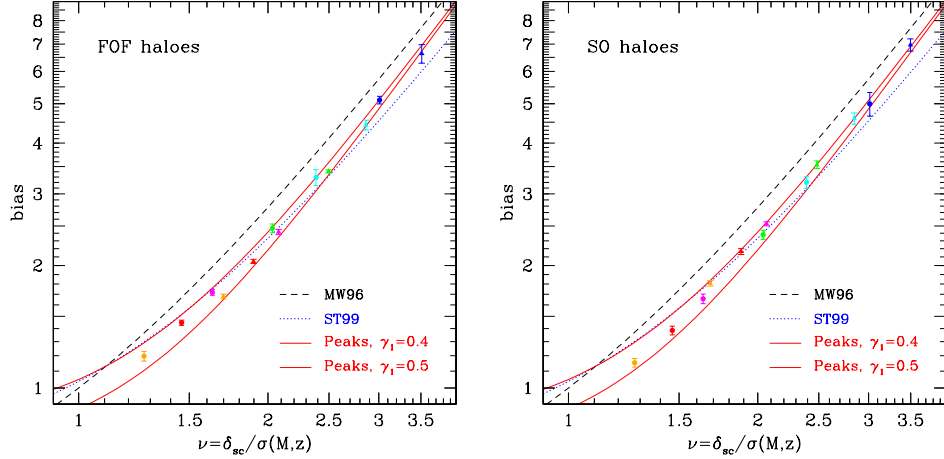 FOF haloes
bias
8
7
6
5
4
3
2
1
MW96
ST99
Peaks, γ₁=0.4
Peaks, γ₁=0.5
1 1.5 2 2.5 3 3.5
ν=δ_sc/σ(M,z)
SO haloes
bias
8
7
6
5
4
3
2
1
MW96
ST99
Peaks, γ₁=0.4
Peaks, γ₁=0.5
1 1.5 2 2.5 3 3.5
ν=δ_sc/σ(M,z)